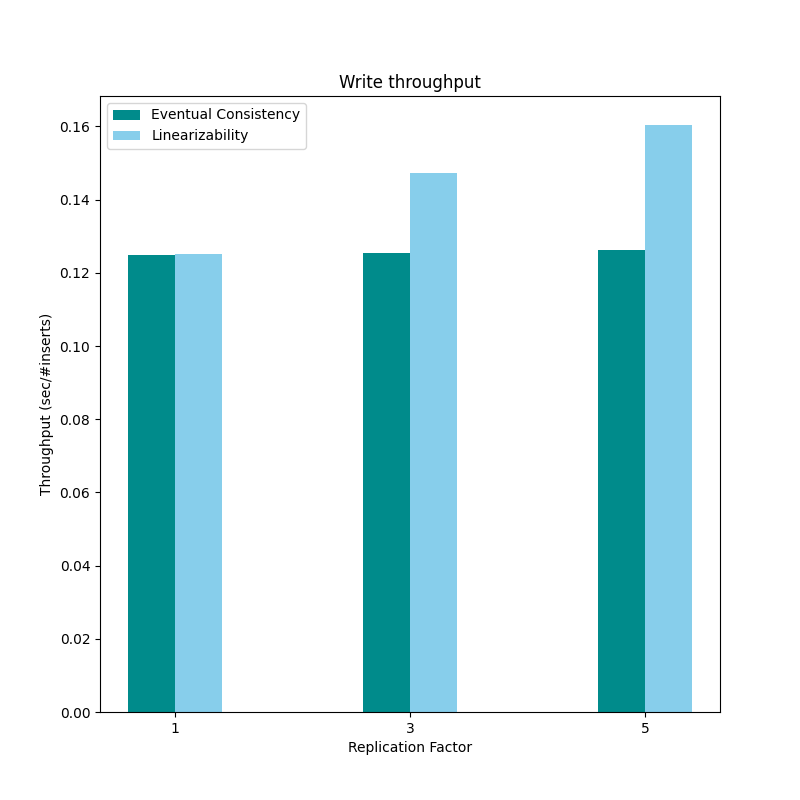 Write throughput
Eventual Consistency
Linearizability
Throughput (sec/#inserts)
0.16
0.14
0.12
0.10
0.08
0.06
0.04
0.02
0.00
1 3 5
Replication Factor